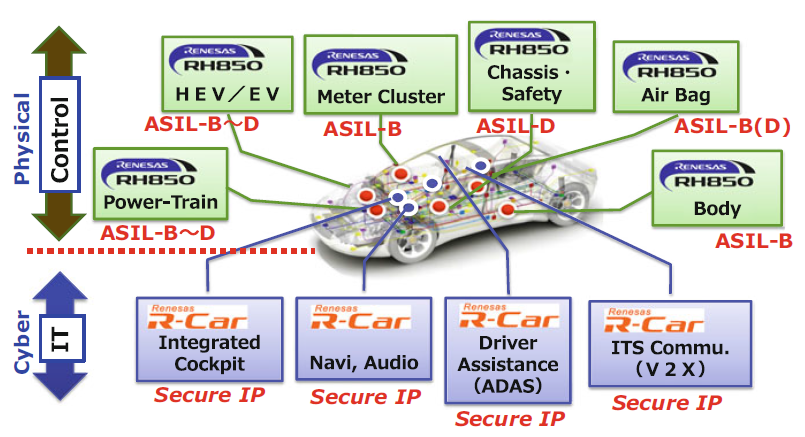 Physical
Control
RENESAS
RH850
ＨＥＶ／ＥＶ
ASIL-B～D
RENESAS
RH850
Meter Cluster
ASIL-B
RENESAS
RH850
Chassis・
Safety
ASIL-D
RENESAS
RH850
Air Bag
ASIL-B(D)
RENESAS
RH850
Power-Train
ASIL-B～D
RENESAS
RH850
Body
ASIL-B
Cyber
IT
Renesas
R-Car
Integrated
Cockpit
Secure IP
Renesas
R-Car
Navi, Audio
Secure IP
Renesas
R-Car
Driver
Assistance
（ADAS）
Secure IP
Renesas
R-Car
ITS Commu.
（Ｖ２Ｘ）
Secure IP